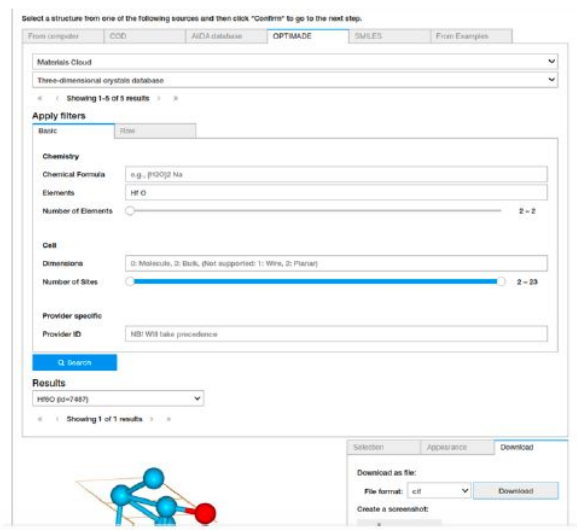 Select a structure from one of the following sources and then click "Confirm" to go to the next step.
From computer COD AiiDA database OPTIMADE SMILES From Examples
Materials Cloud
Three-dimensional crystals database
« ‹ Showing 1-5 of 5 results › »
Apply filters
Basic Raw
Chemistry
Chemical Formula e.g., (H2O)2 Na
Elements Hf O
Number of Elements 2 – 2
Cell
Dimensions 0: Molecule, 3: Bulk, (Not supported: 1: Wire, 2: Planar)
Number of Sites 2 – 23
Provider specific
Provider ID NB! Will take precedence
Search
Results
Hf6O (id=7487)
« ‹ Showing 1 of 1 results › »
Selection Appearance Download
Download as file:
File format: cif Download
Create a screenshot: